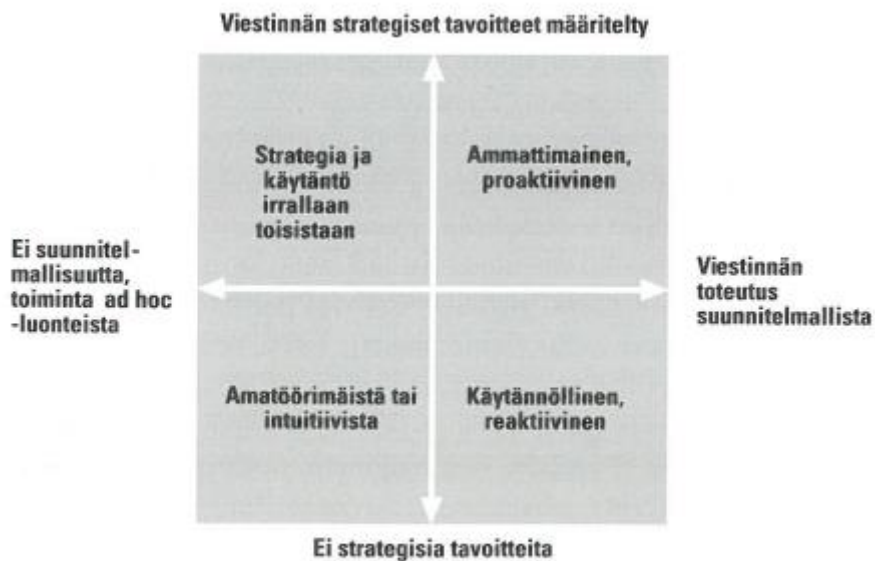 Viestinnän strategiset tavoitteet määritelty
Strategia ja
käytäntö
irrallaan
toisistaan
Ammattimainen,
proaktiivinen
Ei suunnitel-
mallisuutta,
toiminta ad hoc
-luonteista
Viestinnän
toteutus
suunnitelmallista
Amatöörimäistä tai
intuitiivista
Käytännöllinen,
reaktiivinen
Ei strategisia tavoitteita